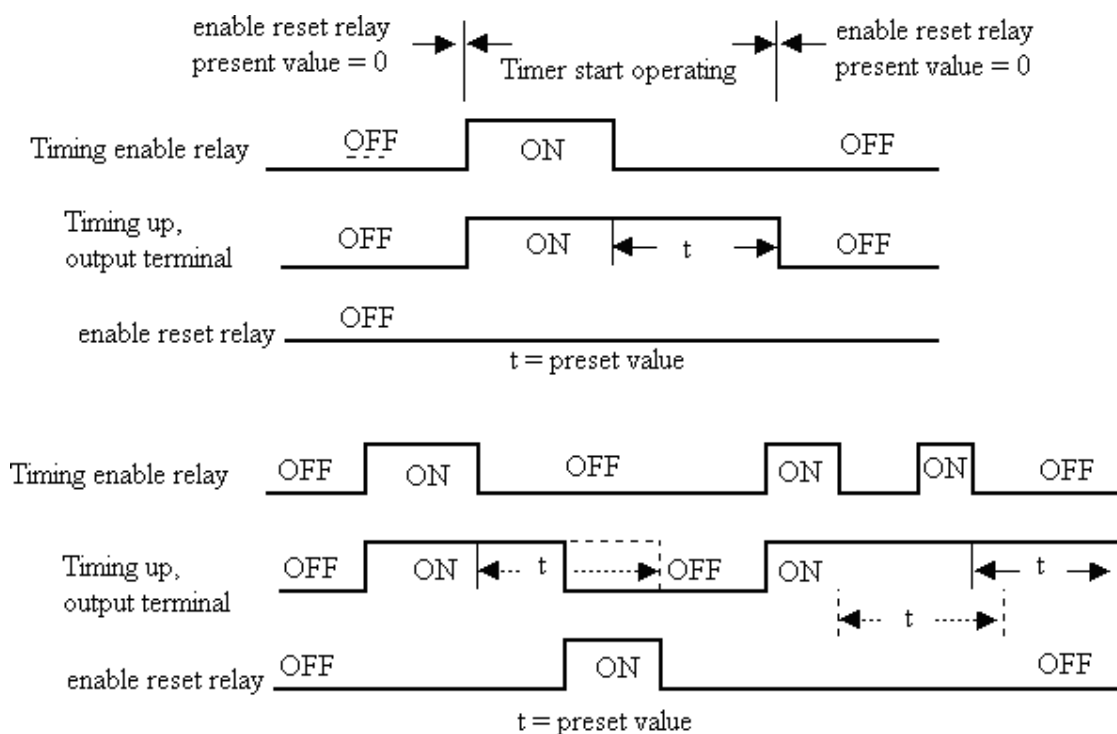 enable reset relay
present value = 0
Timer start operating
enable reset relay
present value = 0
Timing enable relay
OFF
ON
OFF
Timing up,
output terminal
OFF
ON
t
OFF
enable reset relay
OFF
t = preset value
Timing enable relay
OFF
ON
OFF
ON
ON
OFF
Timing up,
output terminal
OFF
ON
t
OFF
ON
t
t
enable reset relay
OFF
ON
OFF
t = preset value